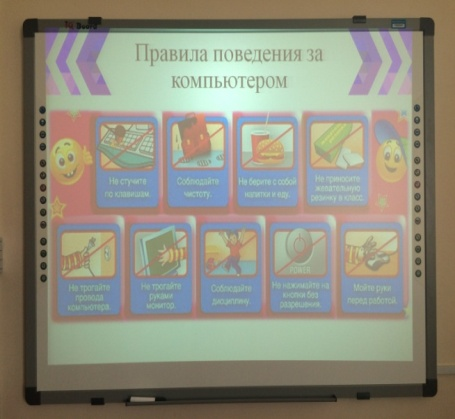 Правила поведения за
компьютером
Не стучите
по клавишам.
Соблюдайте
чистоту.
Не берите с собой
напитки и еду.
Не приносите
жевательную
резинку в класс.
Не трогайте
провода
компьютера.
Не трогайте
руками
монитор.
Соблюдайте
дисциплину.
POWER
Не нажимайте на
кнопки без
разрешения.
Мойте руки
перед работой.